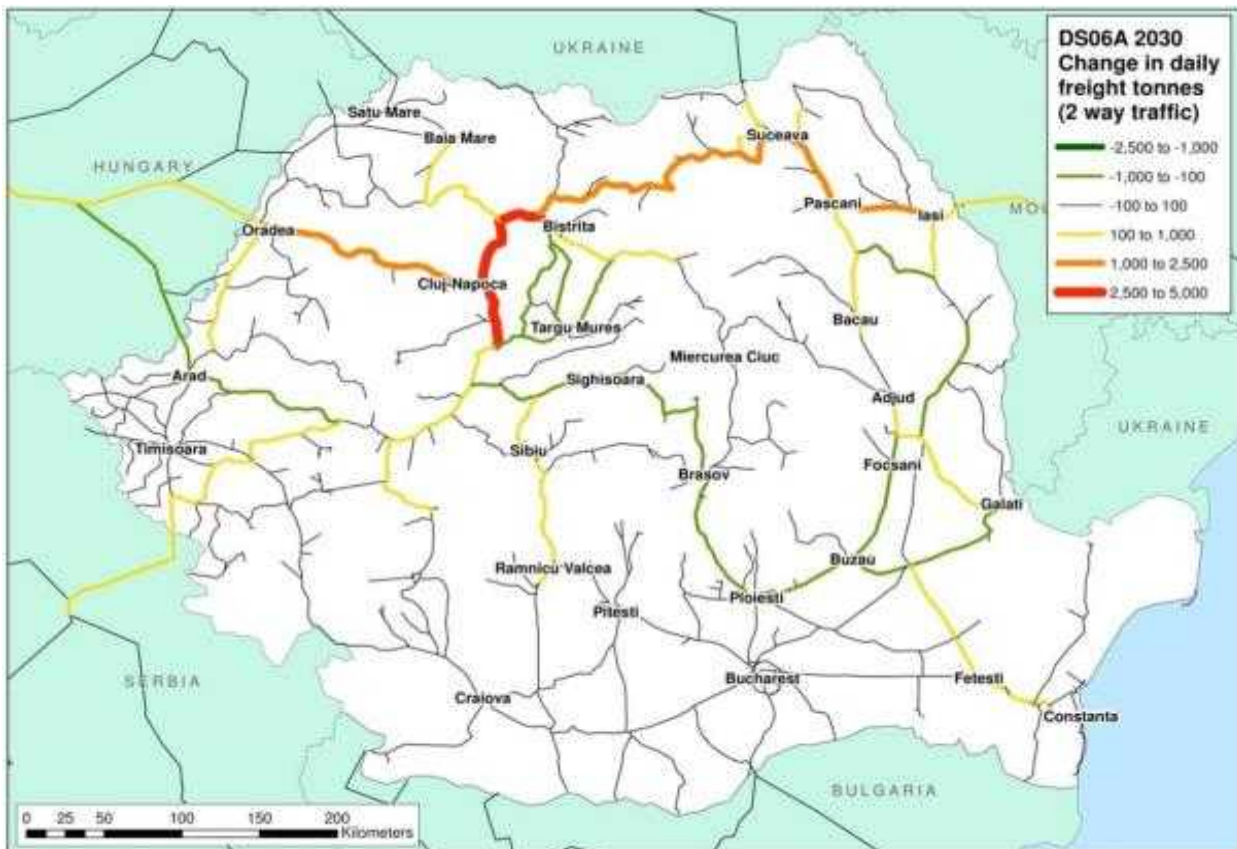 UKRAINE
DS06A 2030
Change in daily
freight tonnes
(2 way traffic)
-2,500 to -1,000
-1,000 to -100
-100 to 100
100 to 1,000
1,000 to 2,500
2,500 to 5,000
Satu Mare
Baia Mare
Suceava
HUNGARY
Pascani
Iasi
MOL
Oradea
Bistrita
Cluj-Napoca
Bacau
Targu Mures
Miercurea Ciuc
Arad
Sighisoara
Adjud
UKRAINE
Timisoara
Sibiu
Focsani
Brasov
Galati
Buzau
Ramnicu Valcea
Pitesti
Ploiesti
SERBIA
Bucharest
Fetesti
Craiova
Constanta
BULGARIA
0 25 50 100 150 200
Kilometers